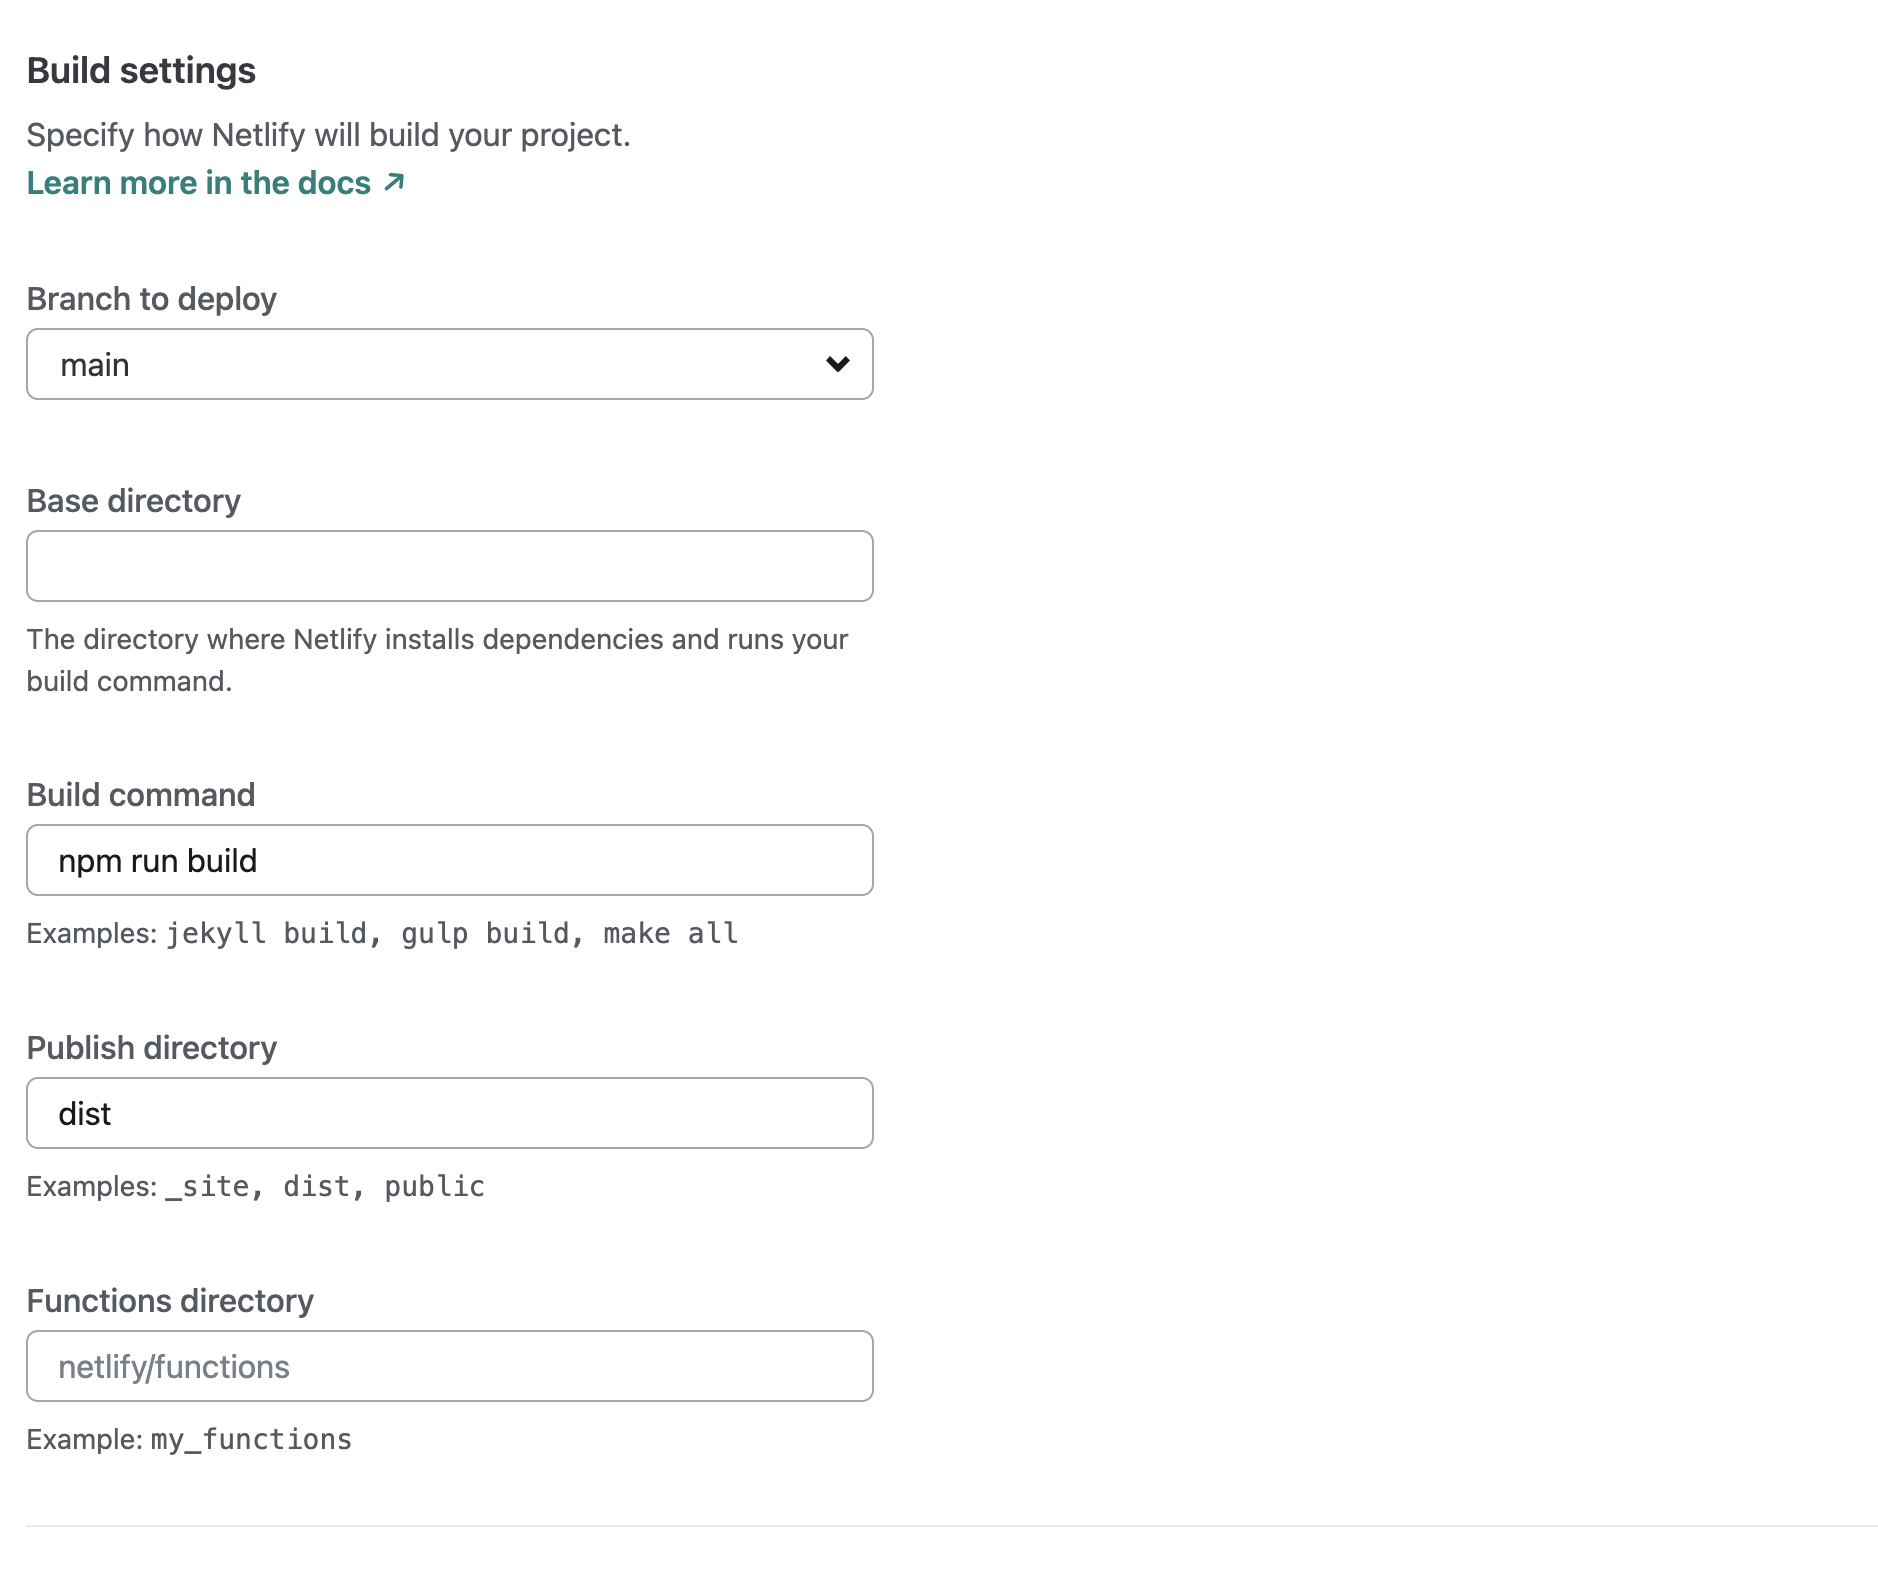 Build settings
Specify how Netlify will build your project.
Learn more in the docs ↗
Branch to deploy
main
Base directory
The directory where Netlify installs dependencies and runs your
build command.
Build command
npm run build
Examples: jekyll build, gulp build, make all
Publish directory
dist
Examples: _site, dist, public
Functions directory
netlify/functions
Example: my_functions